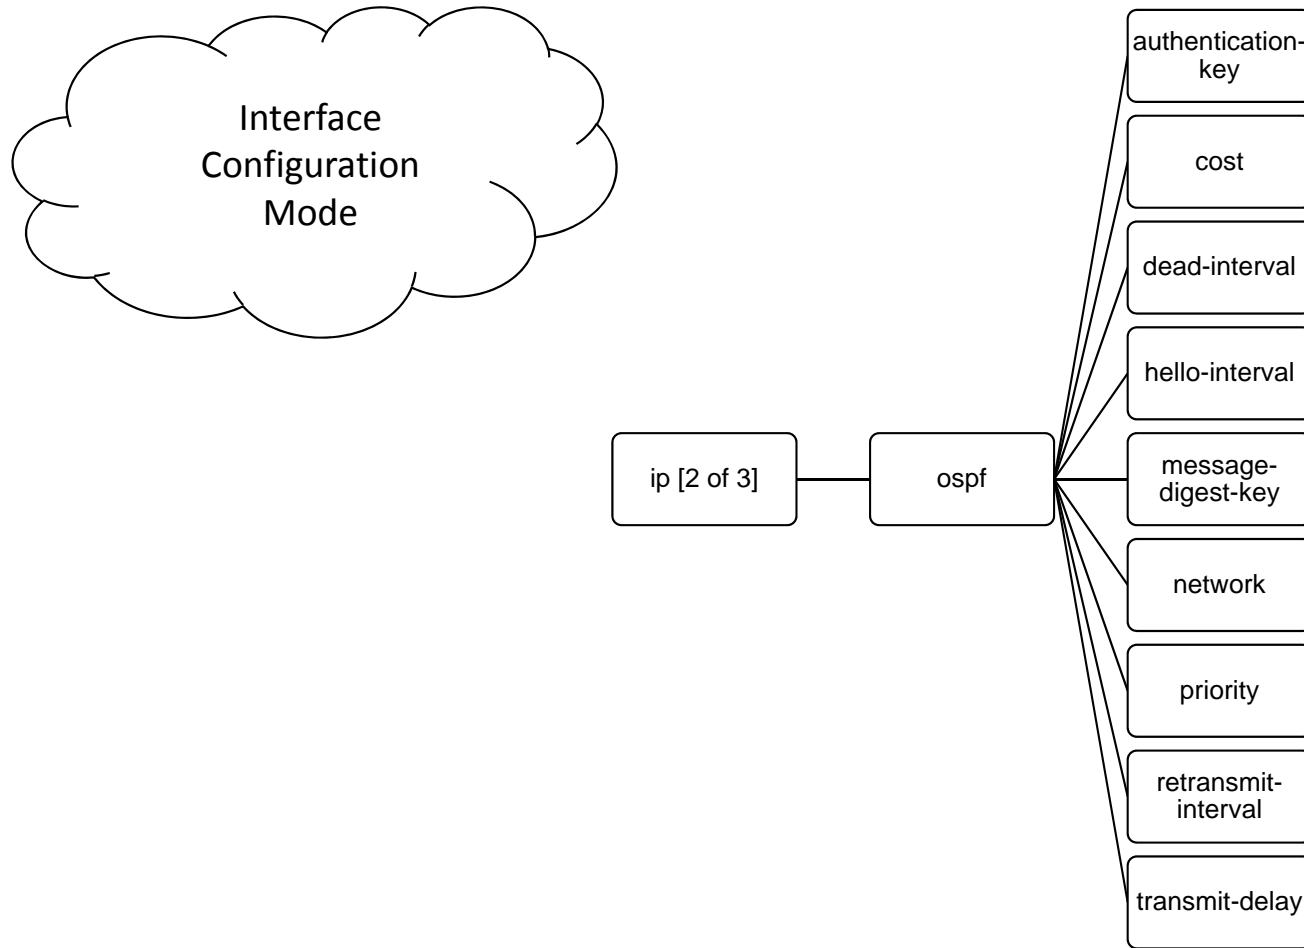 Interface
Configuration
Mode
ip [2 of 3]
ospf
authentication-
key
cost
dead-interval
hello-interval
message-
digest-key
network
priority
retransmit-
interval
transmit-delay